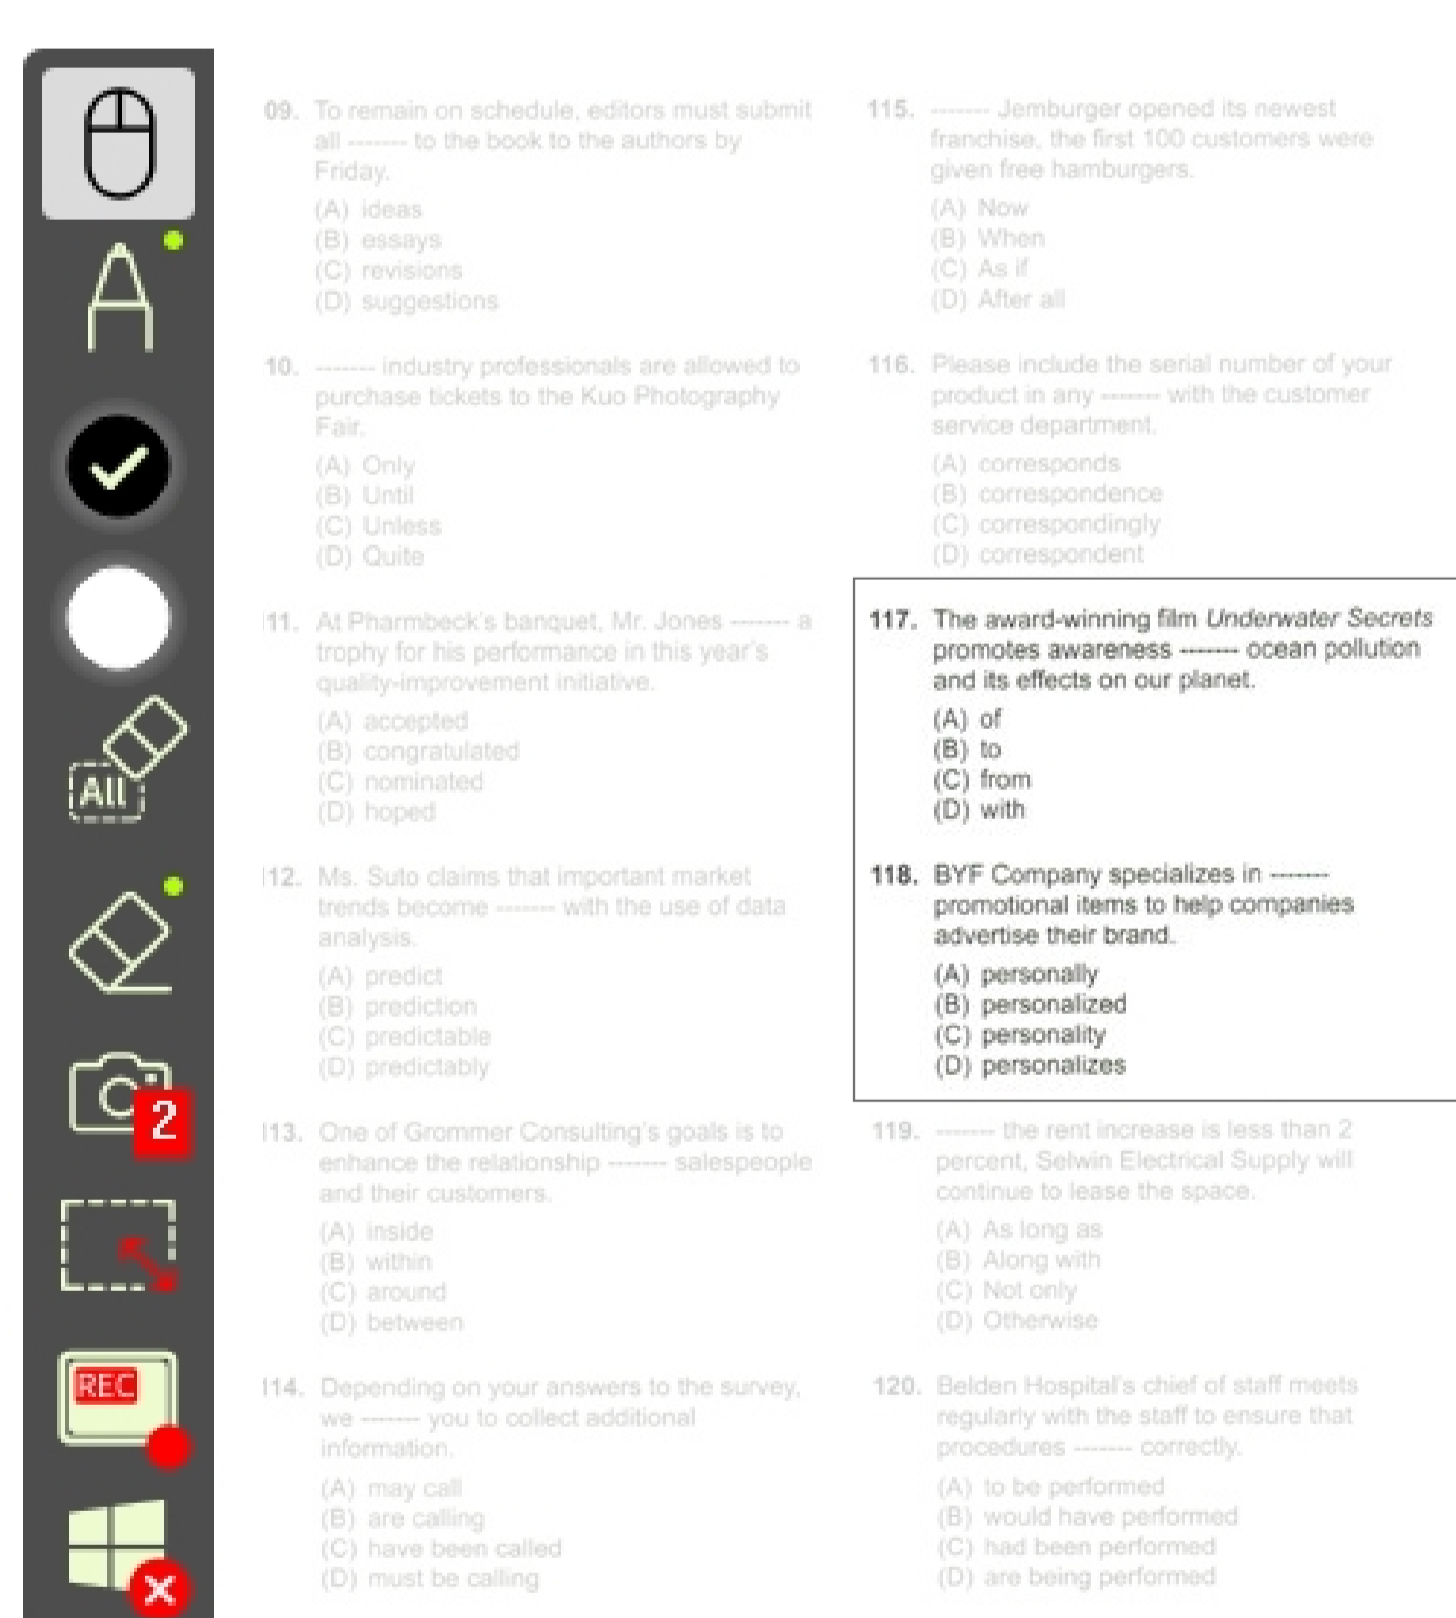 09. To remain on schedule, editors must submit
all ------- to the book to the authors by
Friday.
(A) ideas
(B) essays
(C) revisions
(D) suggestions
10. ------- industry professionals are allowed to
purchase tickets to the Kuo Photography
Fair.
(A) Only
(B) Until
(C) Unless
(D) Quite
111. At Pharmbeck's banquet, Mr. Jones ------- a
trophy for his performance in this year's
quality-improvement initiative.
(A) accepted
(B) congratulated
(C) nominated
(D) hoped
112. Ms. Suto claims that important market
trends become ------- with the use of data
analysis.
(A) predict
(B) prediction
(C) predictable
(D) predictably
113. One of Grommer Consulting's goals is to
enhance the relationship ------- salespeople
and their customers.
(A) inside
(B) within
(C) around
(D) between
114. Depending on your answers to the survey,
we ------- you to collect additional
information.
(A) may call
(B) are calling
(C) have been called
(D) must be calling
115. ------- Jemburger opened its newest
franchise, the first 100 customers were
given free hamburgers.
(A) Now
(B) When
(C) As if
(D) After all
116. Please include the serial number of your
product in any ------- with the customer
service department.
(A) corresponds
(B) correspondence
(C) correspondingly
(D) correspondent
117. The award-winning film Underwater Secrets
promotes awareness ------- ocean pollution
and its effects on our planet.
(A) of
(B) to
(C) from
(D) with
118. BYF Company specializes in -------
promotional items to help companies
advertise their brand.
(A) personally
(B) personalized
(C) personality
(D) personalizes
119. ------- the rent increase is less than 2
percent, Selwin Electrical Supply will
continue to lease the space.
(A) As long as
(B) Along with
(C) Not only
(D) Otherwise
120. Belden Hospital's chief of staff meets
regularly with the staff to ensure that
procedures ------- correctly.
(A) to be performed
(B) would have performed
(C) had been performed
(D) are being performed
All
2
REC